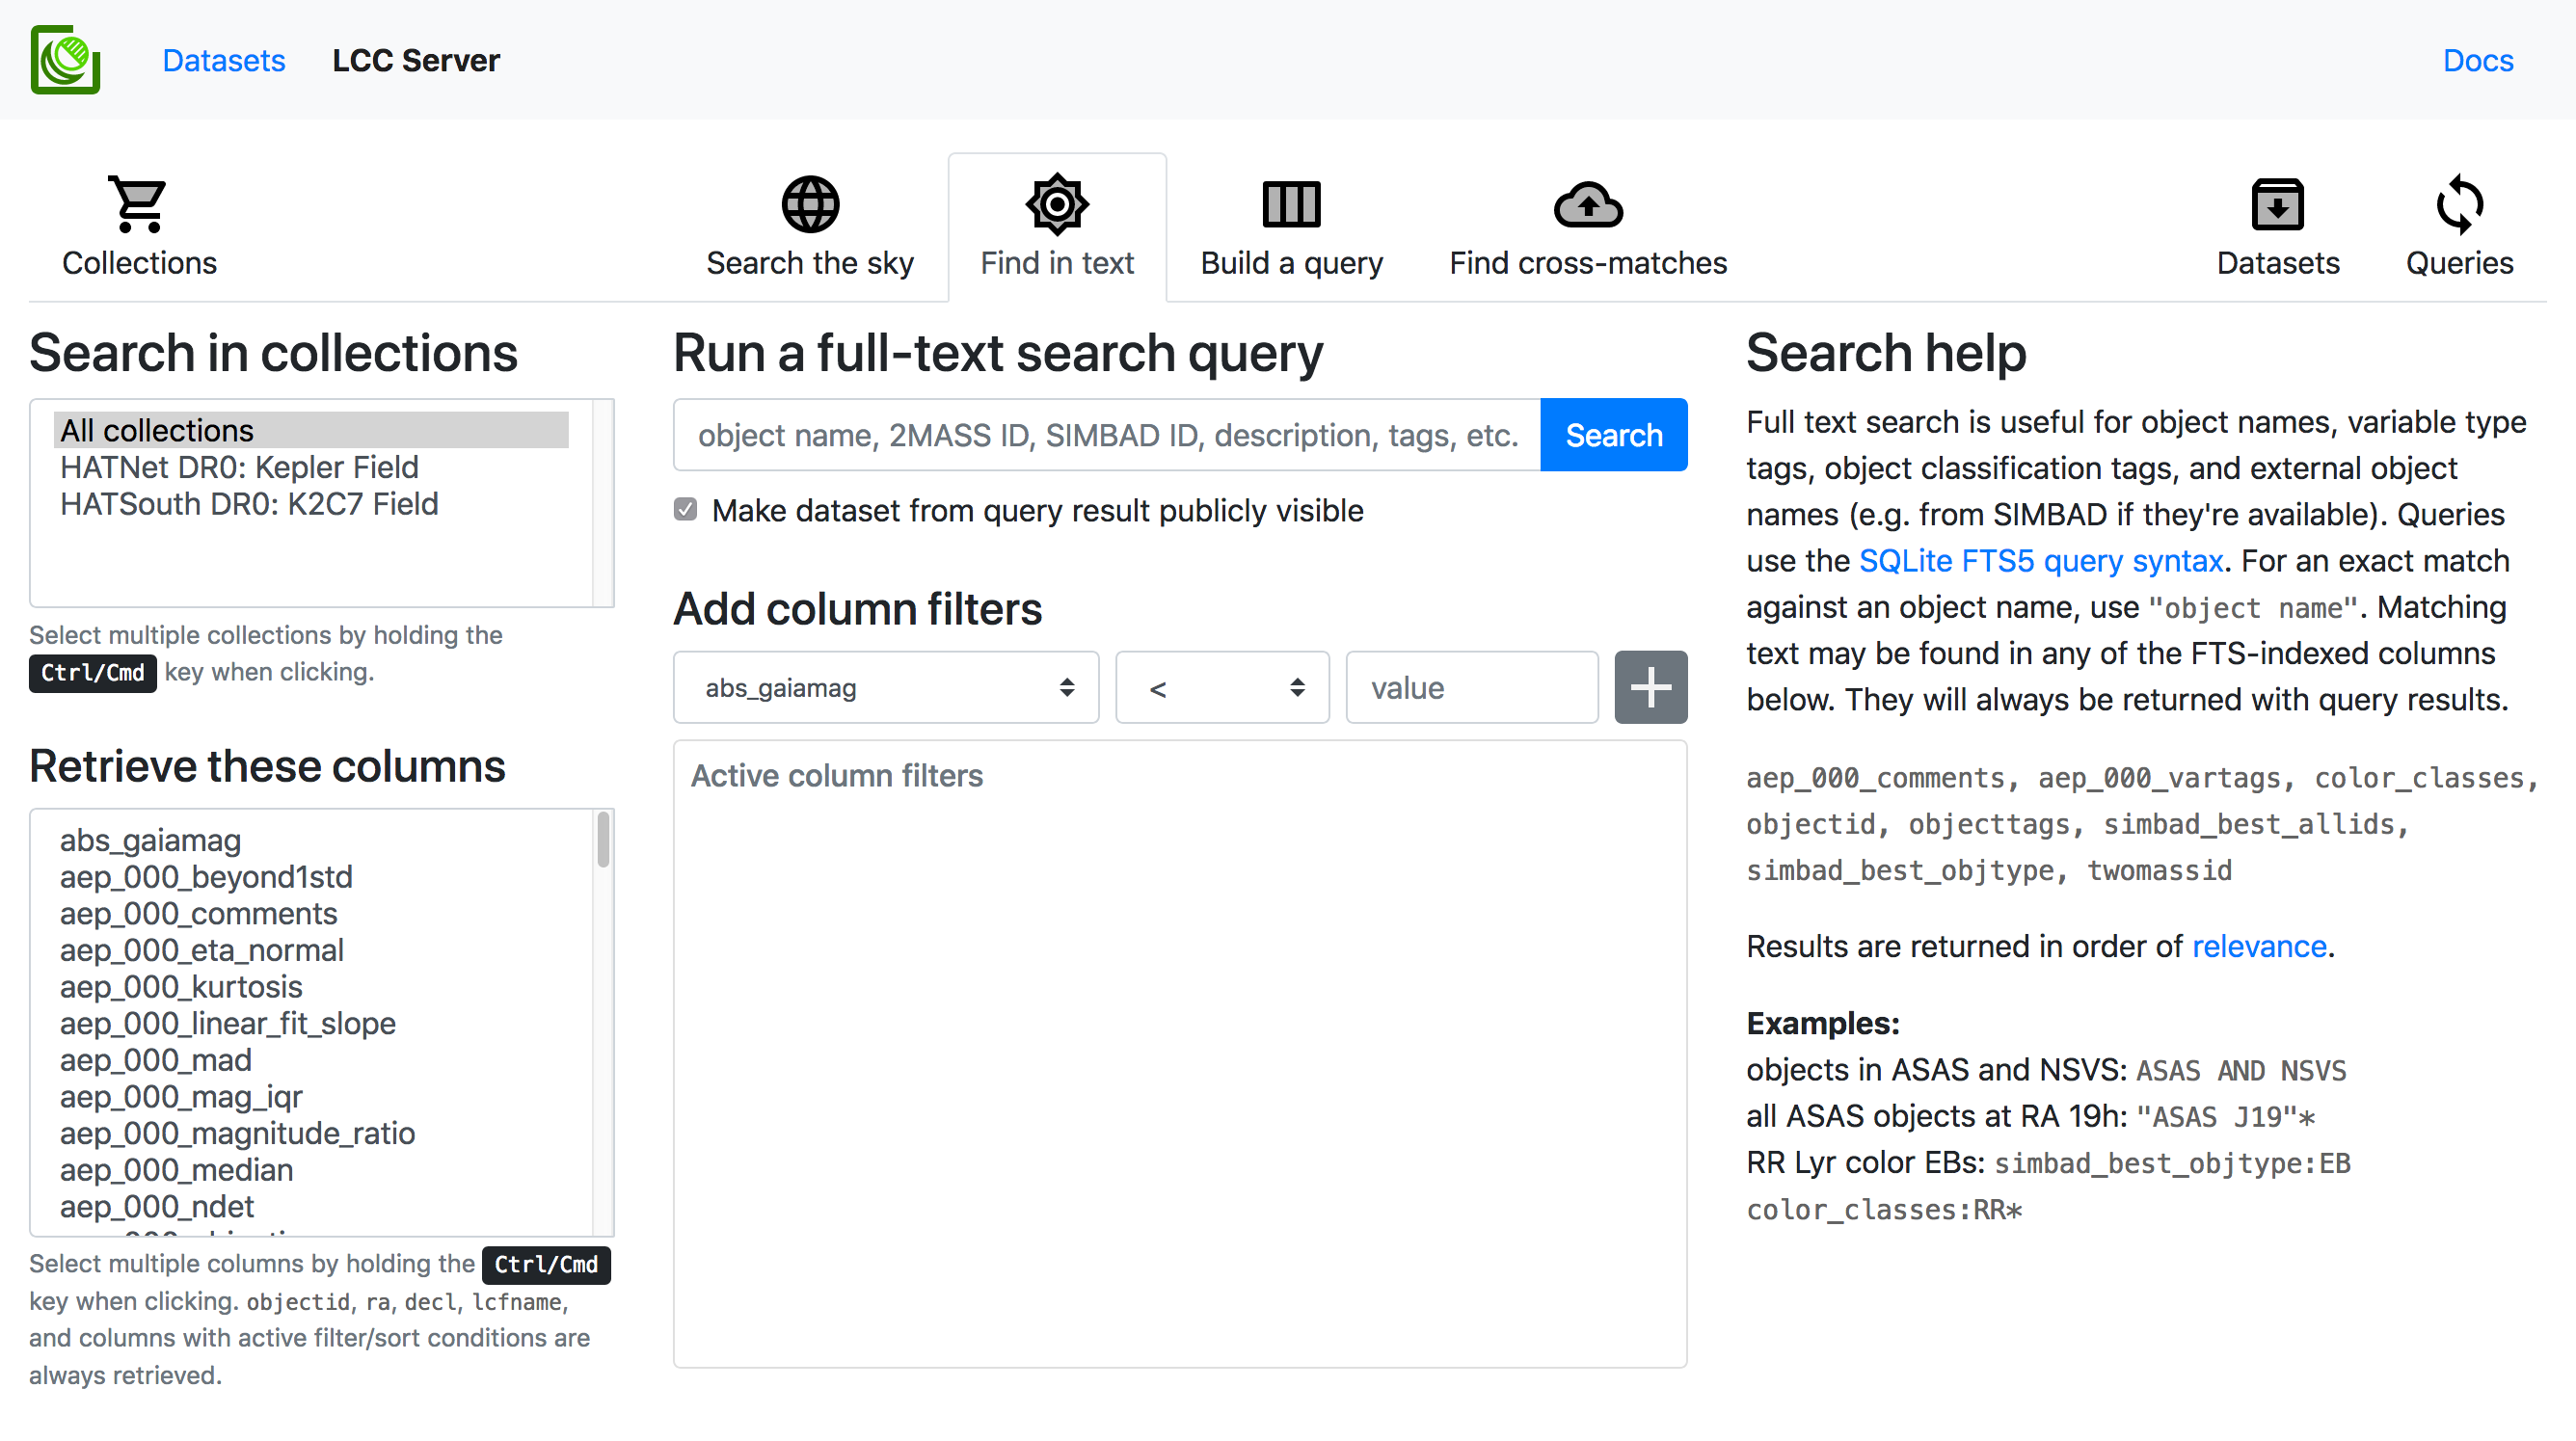 Datasets
LCC Server
Docs
Collections
Search the sky
Find in text
Build a query
Find cross-matches
Datasets
Queries
Search in collections
All collections
HATNet DR0: Kepler Field
HATSouth DR0: K2C7 Field
Select multiple collections by holding the
Ctrl/Cmd key when clicking.
Retrieve these columns
abs_gaiamag
aep_000_beyond1std
aep_000_comments
aep_000_eta_normal
aep_000_kurtosis
aep_000_linear_fit_slope
aep_000_mad
aep_000_mag_iqr
aep_000_magnitude_ratio
aep_000_median
aep_000_ndet
Select multiple columns by holding the Ctrl/Cmd
key when clicking. objectid, ra, decl, lcfname,
and columns with active filter/sort conditions are
always retrieved.
Run a full-text search query
object name, 2MASS ID, SIMBAD ID, description, tags, etc.
Search
Make dataset from query result publicly visible
Add column filters
abs_gaiamag
<
value
Active column filters
Search help
Full text search is useful for object names, variable type
tags, object classification tags, and external object
names (e.g. from SIMBAD if they're available). Queries
use the SQLite FTS5 query syntax. For an exact match
against an object name, use "object name". Matching
text may be found in any of the FTS-indexed columns
below. They will always be returned with query results.
aep_000_comments, aep_000_vartags, color_classes,
objectid, objecttags, simbad_best_allids,
simbad_best_objtype, twomassid
Results are returned in order of relevance.
Examples:
objects in ASAS and NSVS: ASAS AND NSVS
all ASAS objects at RA 19h: "ASAS J19"*
RR Lyr color EBs: simbad_best_objtype:EB
color_classes:RR*